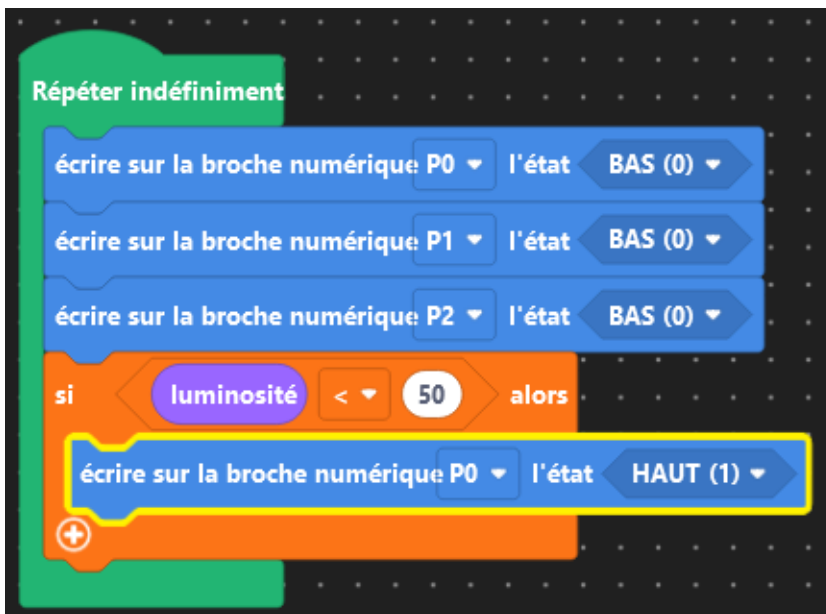 Répéter indéfiniment
écrire sur la broche numérique P0 l'état BAS (0)
écrire sur la broche numérique P1 l'état BAS (0)
écrire sur la broche numérique P2 l'état BAS (0)
si luminosité < 50 alors
écrire sur la broche numérique P0 l'état HAUT (1)